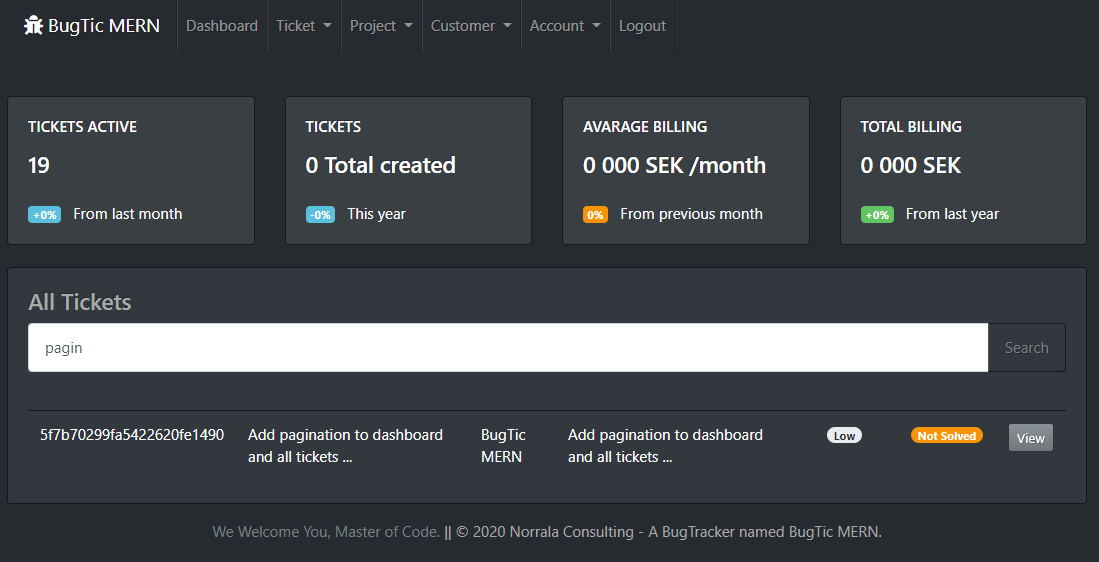 BugTic MERN Dashboard Ticket Project Customer Account Logout
TICKETS ACTIVE
19
+0% From last month
TICKETS
0 Total created
-0% This year
AVARAGE BILLING
0 000 SEK /month
0% From previous month
TOTAL BILLING
0 000 SEK
+0% From last year
All Tickets
pagin Search
5f7b70299fa5422620fe1490 Add pagination to dashboard BugTic Add pagination to dashboard Low Not Solved View
and all tickets ... MERN and all tickets ...
We Welcome You, Master of Code. || © 2020 Norrala Consulting - A BugTracker named BugTic MERN.